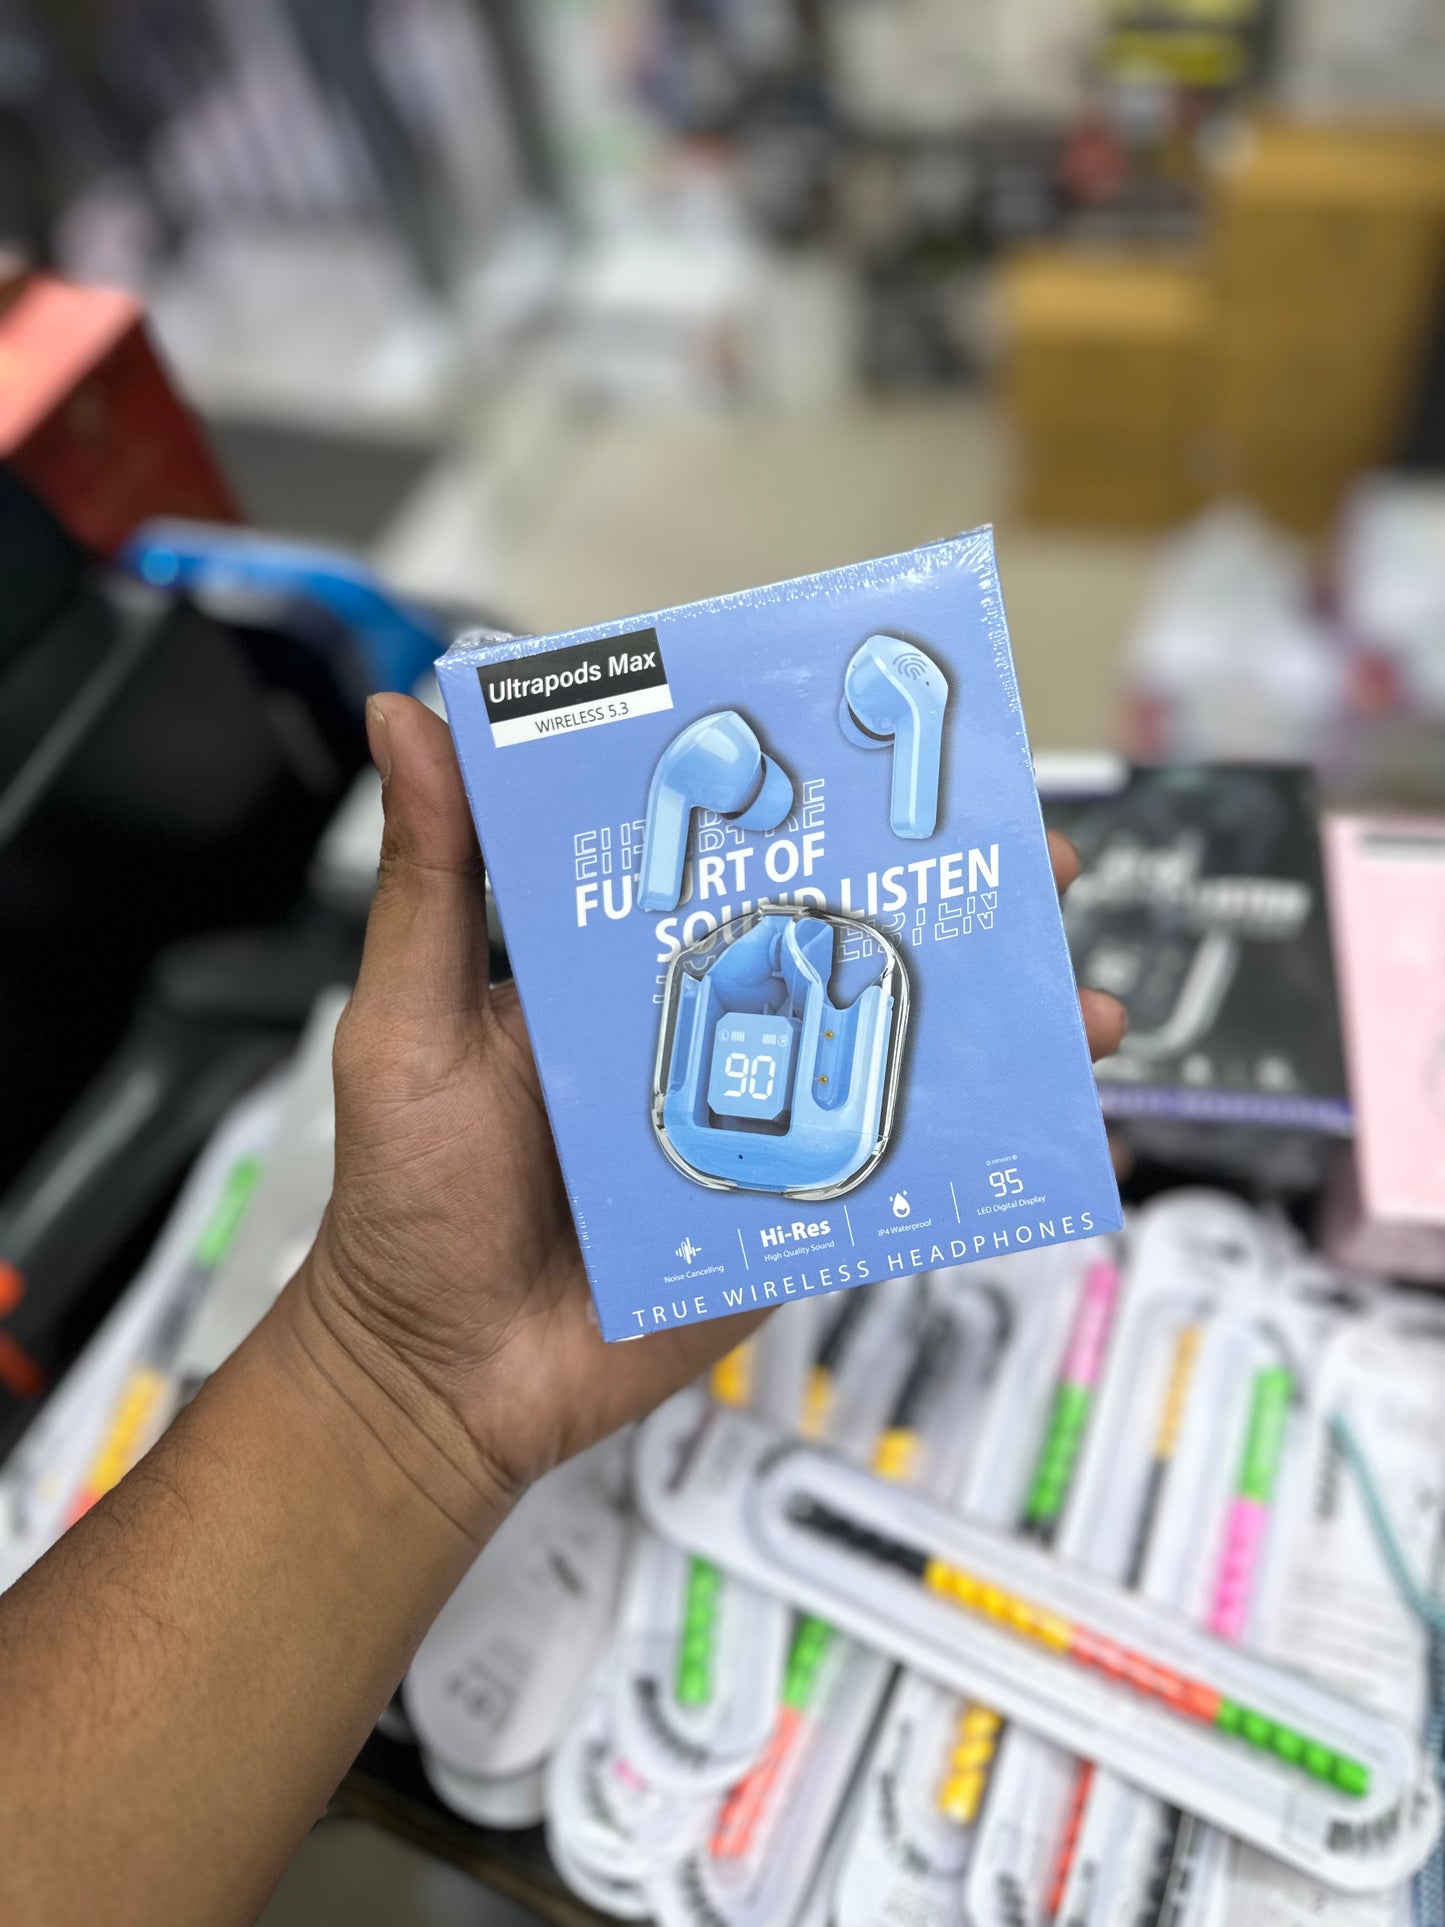 Ultrapods Max
WIRELESS 5.3
RT OF
SOUND LISTEN
90
Noise Cancelling
Hi-Res
High Quality Sound
IP4 Waterproof
95
LED Digital Display
TRUE WIRELESS HEADPHONES